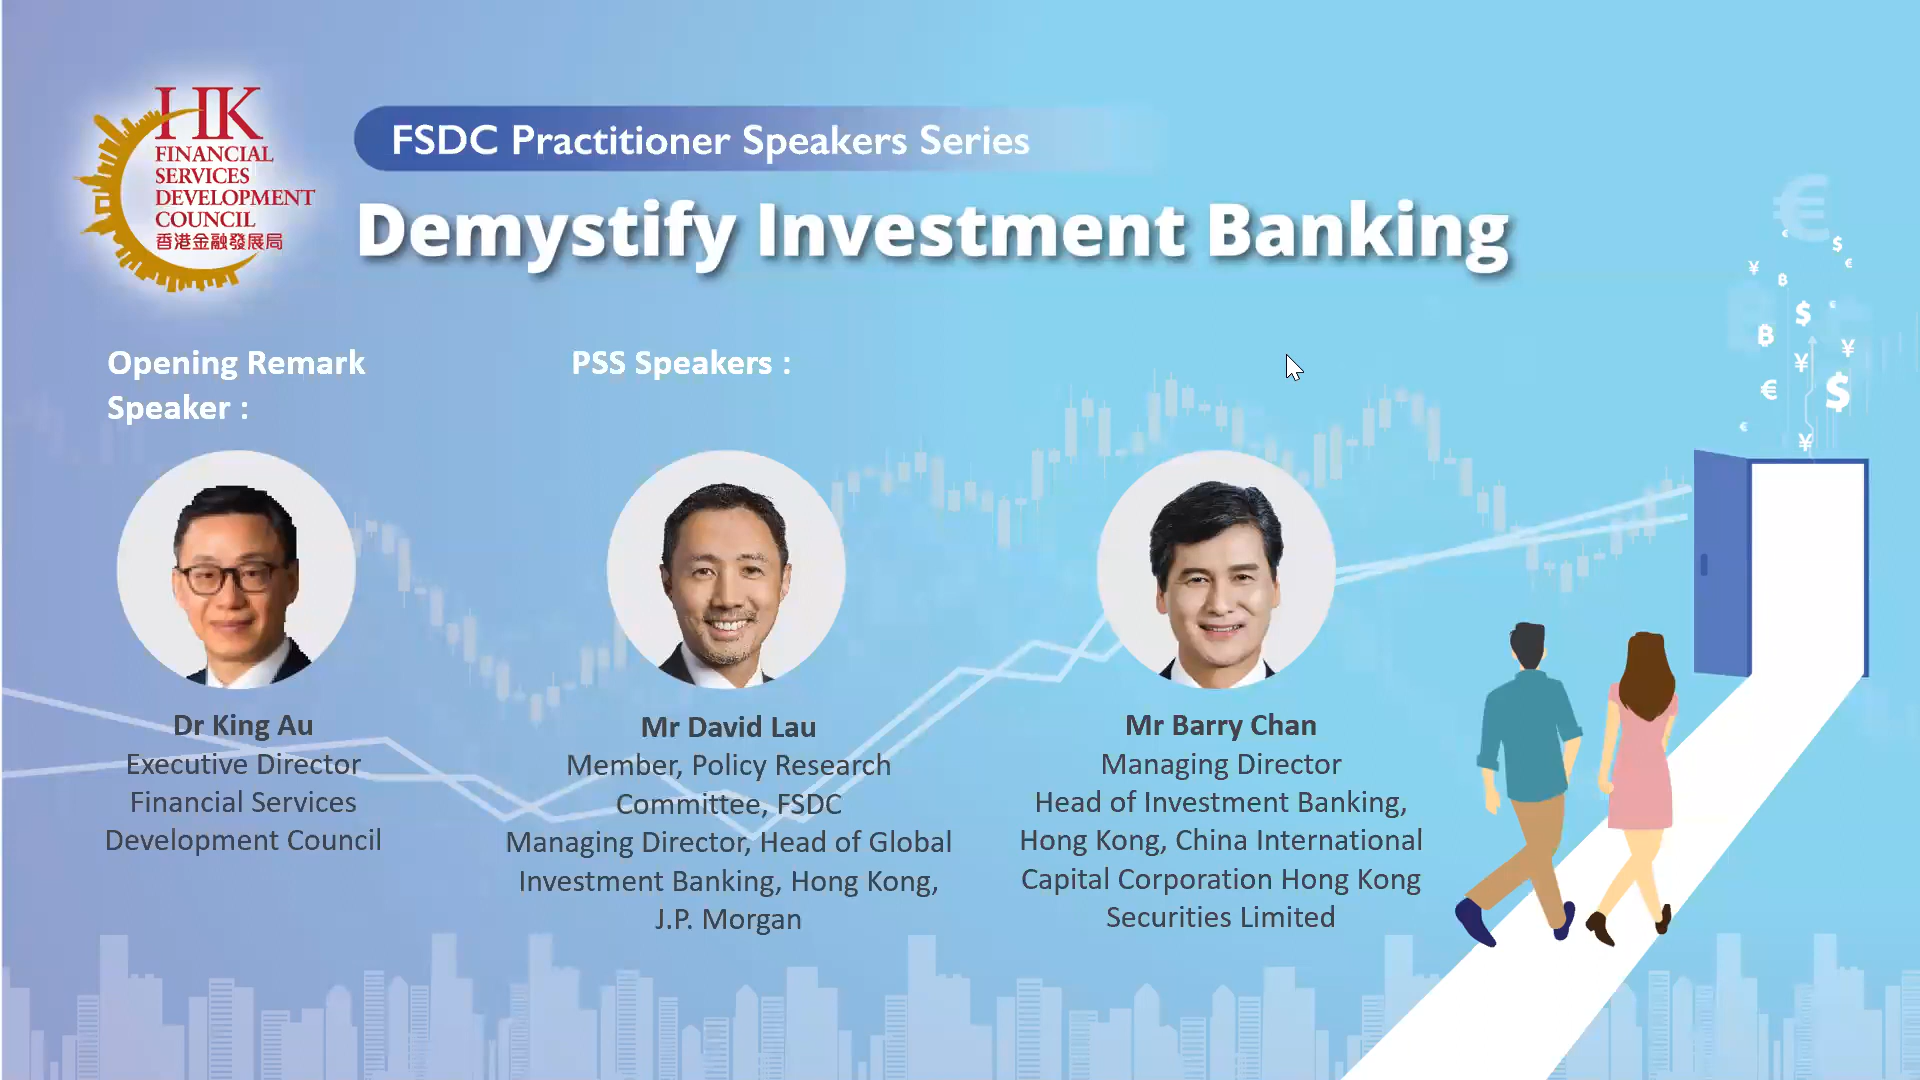 HK
FINANCIAL
SERVICES
DEVELOPMENT
COUNCIL
香港金融發展局
FSDC Practitioner Speakers Series
Demystify Investment Banking
Opening Remark
Speaker :
PSS Speakers :
Dr King Au
Executive Director
Financial Services
Development Council
Mr David Lau
Member, Policy Research
Committee, FSDC
Managing Director, Head of Global
Investment Banking, Hong Kong,
J.P. Morgan
Mr Barry Chan
Managing Director
Head of Investment Banking,
Hong Kong, China International
Capital Corporation Hong Kong
Securities Limited